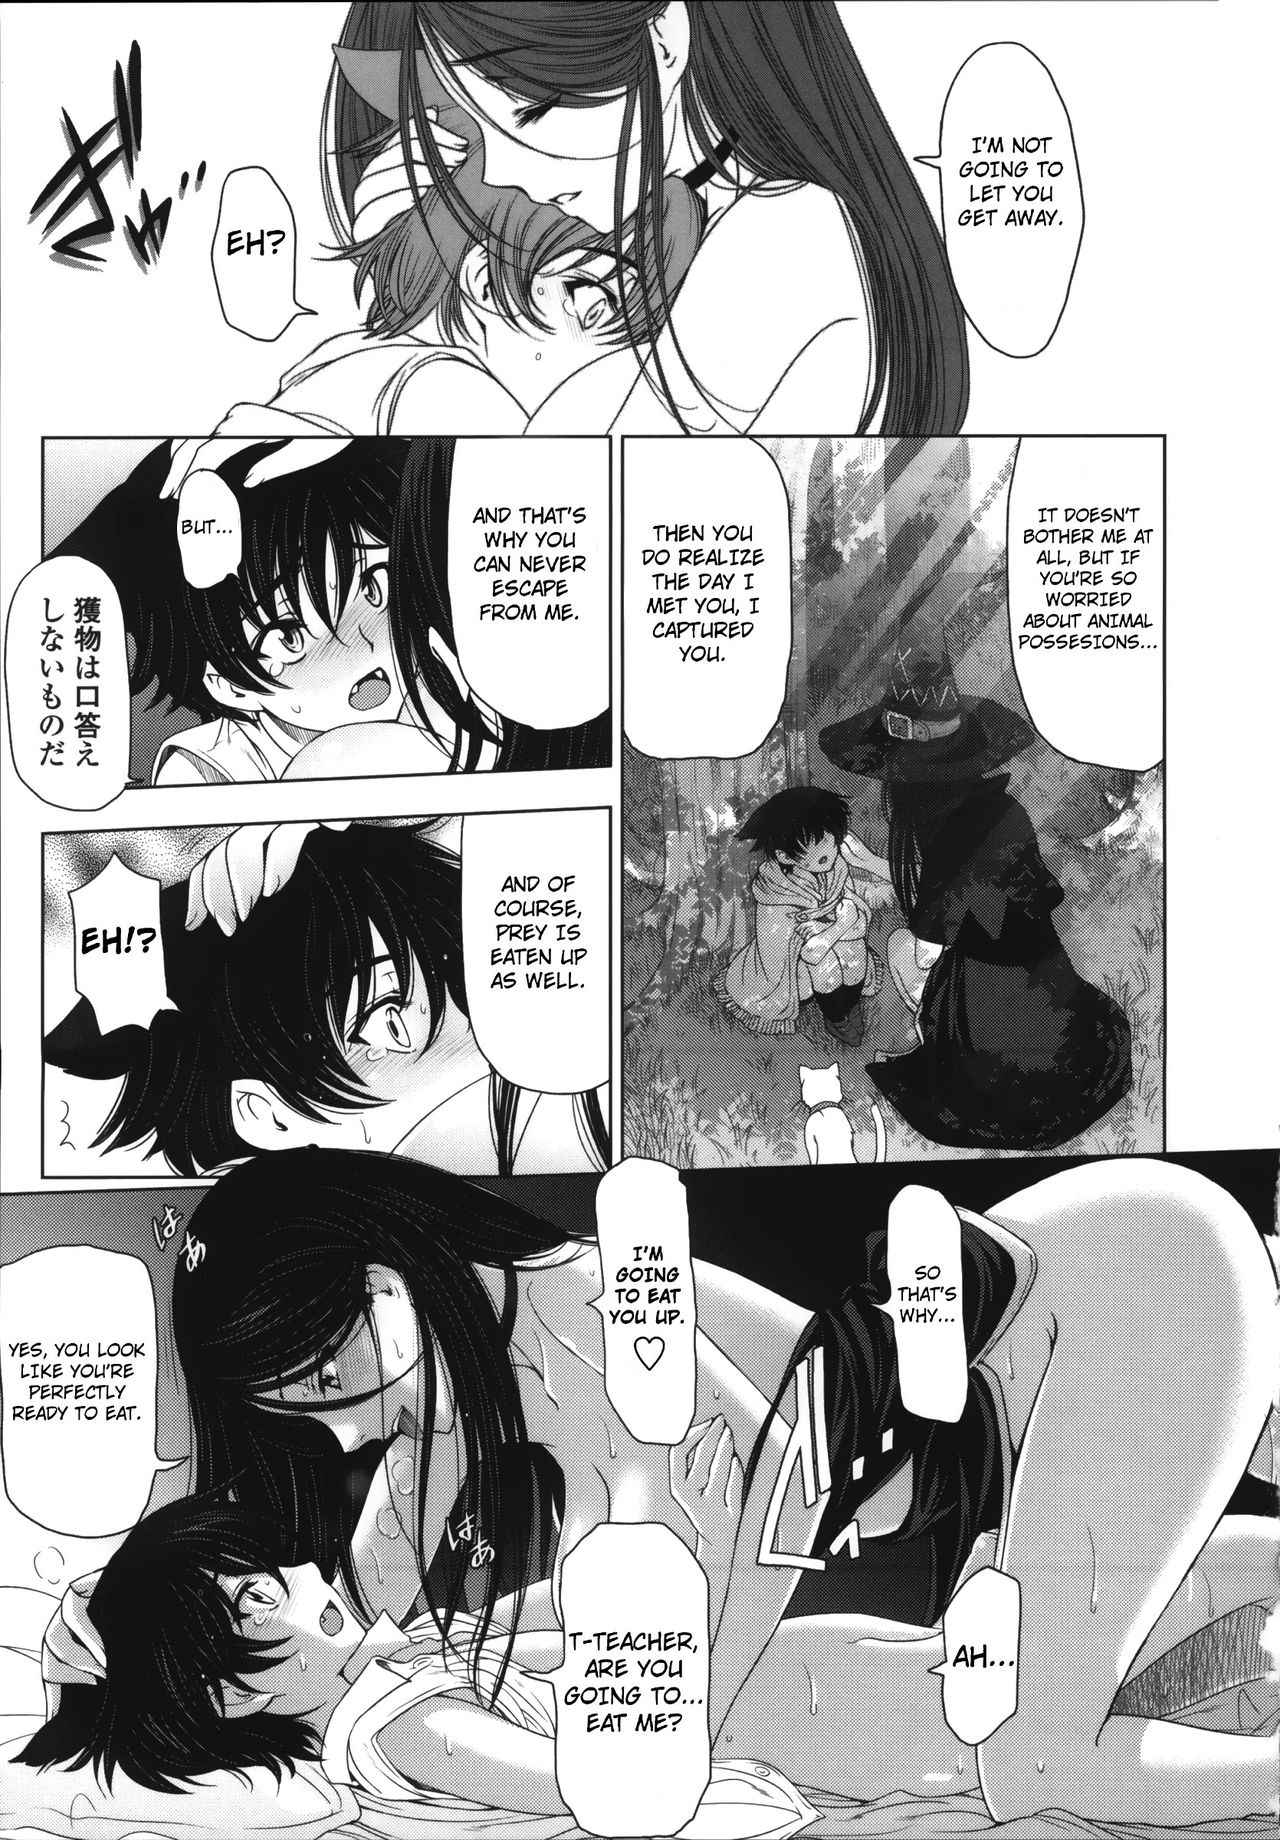 I'M NOT
GOING TO
LET YOU
GET AWAY.
EH?
ぎゅ
IT DOESN'T
BOTHER ME AT
ALL, BUT IF
YOU'RE SO
WORRIED
ABOUT ANIMAL
POSSESIONS...
THEN YOU
DO REALIZE
THE DAY I
MET YOU, I
CAPTURED
YOU.
AND THAT'S
WHY YOU
CAN NEVER
ESCAPE
FROM ME.
BUT...
獲物は口答え
しないものだ
AND OF
COURSE,
PREY IS
EATEN UP
AS WELL.
EH!?
SO
THAT'S
WHY...
I'M
GOING
TO EAT
YOU UP.
♡
はぁ
YES, YOU LOOK
LIKE YOU'RE
PERFECTLY
READY TO EAT.
はぁ
AH...
T-TEACHER,
ARE YOU
GOING TO...
EAT ME?